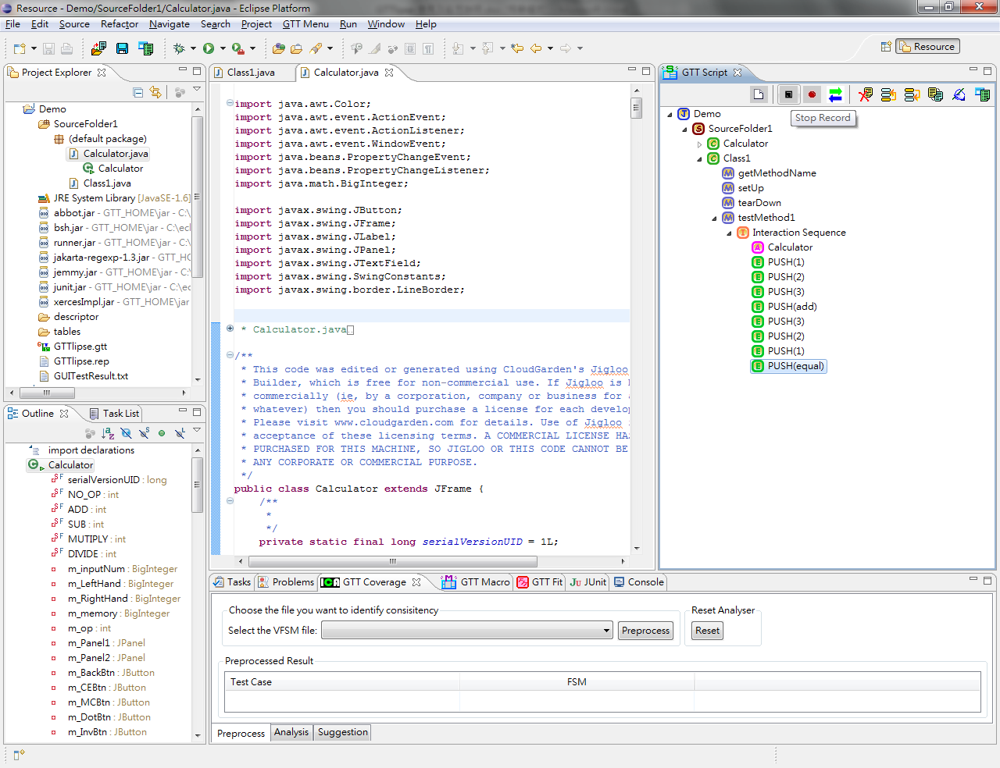 Resource - Demo/SourceFolder1/Calculator.java - Eclipse Platform
File Edit Source Refactor Navigate Search Project GTT Menu Run Window Help
Resource
Project Explorer
Demo
SourceFolder1
(default package)
Calculator.java
Calculator
Class1.java
JRE System Library [JavaSE-1.6]
abbot.jar - GTT_HOME\jar - C:\
bsh.jar - GTT_HOME\jar - C:\ecl
runner.jar - GTT_HOME\jar - C:\
jakarta-regexp-1.3.jar - GTT_HO
jemmy.jar - GTT_HOME\jar - C:\
junit.jar - GTT_HOME\jar - C:\ec
xercesImpl.jar - GTT_HOME\jar
descriptor
tables
GTTlipse.gtt
GTTlipse.rep
GUITestResult.txt
Outline
Task List
import declarations
Calculator
serialVersionUID : long
NO_OP : int
ADD : int
SUB : int
MUTIPLY : int
DIVIDE : int
m_inputNum : BigInteger
m_LeftHand : BigInteger
m_RightHand : BigInteger
m_memory : BigInteger
m_op : int
m_Panel1 : JPanel
m_Panel2 : JPanel
m_BackBtn : JButton
m_CEBtn : JButton
m_MCBtn : JButton
m_DotBtn : JButton
m_InvBtn : JButton
Class1.java
Calculator.java
import java.awt.Color;
import java.awt.event.ActionEvent;
import java.awt.event.ActionListener;
import java.awt.event.WindowEvent;
import java.beans.PropertyChangeEvent;
import java.beans.PropertyChangeListener;
import java.math.BigInteger;
import javax.swing.JButton;
import javax.swing.JFrame;
import javax.swing.JLabel;
import javax.swing.JPanel;
import javax.swing.JTextField;
import javax.swing.SwingConstants;
import javax.swing.border.LineBorder;
* Calculator.java
/**
* This code was edited or generated using CloudGarden's Jigloo
* Builder, which is free for non-commercial use. If Jigloo is
* commercially (ie, by a corporation, company or business for
* whatever) then you should purchase a license for each develop
* Please visit www.cloudgarden.com for details. Use of Jigloo
* acceptance of these licensing terms. A COMMERCIAL LICENSE HAS
* PURCHASED FOR THIS MACHINE, SO JIGLOO OR THIS CODE CANNOT BE
* ANY CORPORATE OR COMMERCIAL PURPOSE.
*/
public class Calculator extends JFrame {
/**
*
*/
private static final long serialVersionUID = 1L;
GTT Script
Stop Record
Demo
SourceFolder1
Calculator
Class1
getMethodName
setUp
tearDown
testMethod1
Interaction Sequence
Calculator
PUSH(1)
PUSH(2)
PUSH(3)
PUSH(add)
PUSH(3)
PUSH(2)
PUSH(1)
PUSH(equal)
Tasks
Problems
GTT Coverage
GTT Macro
GTT Fit
JUnit
Console
Choose the file you want to identify consisitency
Select the VFSM file:
Preprocess
Reset Analyser
Reset
Preprocessed Result
Test Case FSM
Preprocess Analysis Suggestion